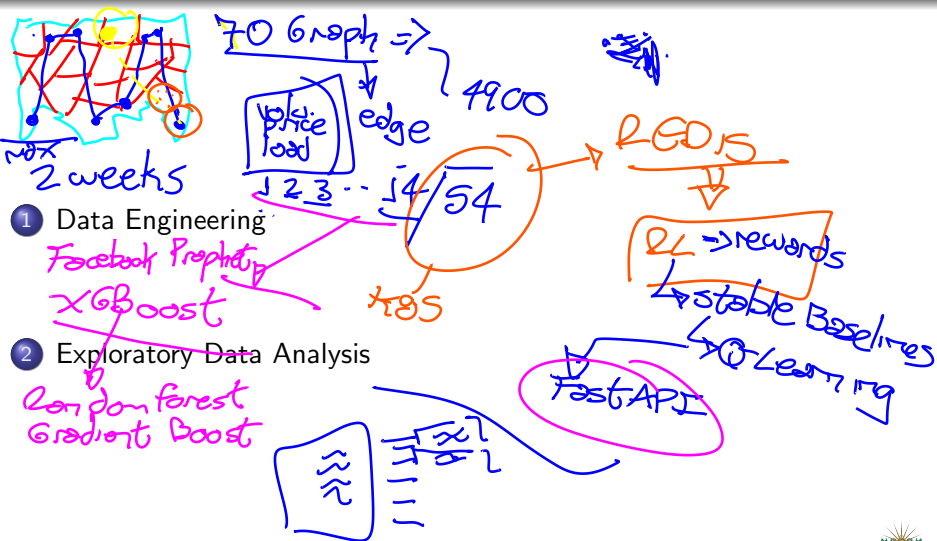 70 Graph =>
4900
edge
price
load
max
2 weeks
1 2 3 ·· 14 / 54
REDIS
RL => rewards
1 Data Engineering
Facebook Prophet
XGBoost
k8s
stable Baselines
Q-Learning
2 Exploratory Data Analysis
FastAPI
Random forest
Gradient Boost